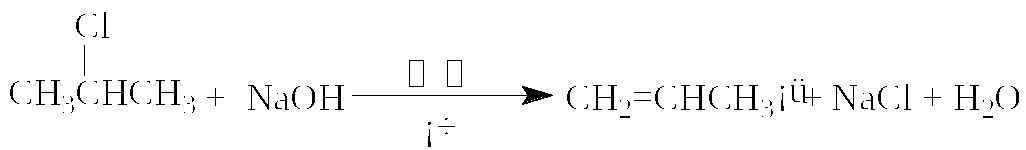 Cl
CH₃CHCH₃ + NaOH □ □ CH₂=CHCH₃¡ü+ NaCl + H₂O
¡÷